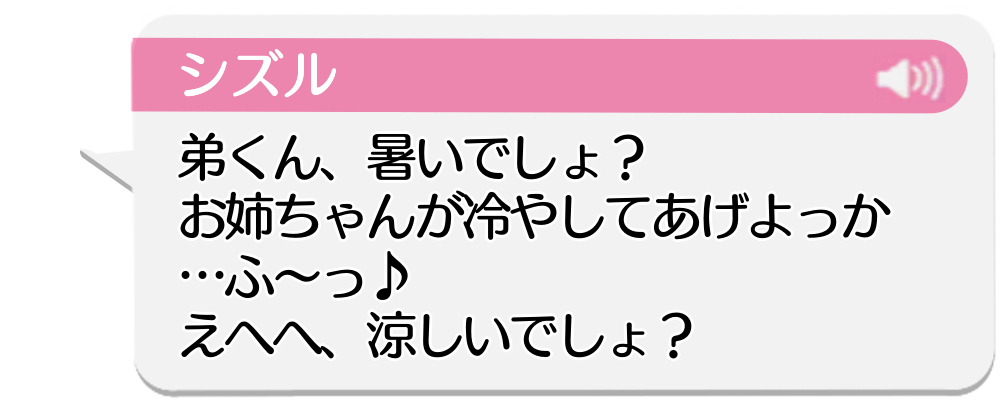 シズル
弟くん、暑いでしょ？
お姉ちゃんが冷やしてあげよっか
…ふ～っ♪
えへへ、涼しいでしょ？